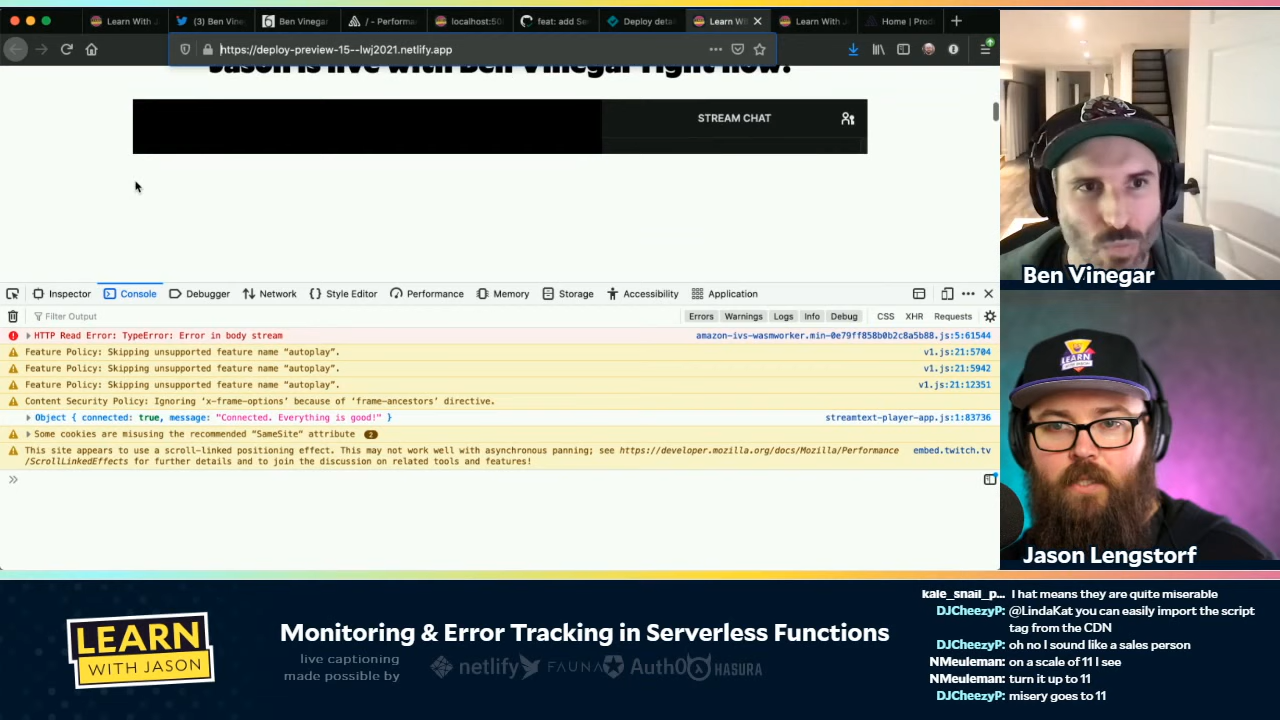 Learn With J
(3) Ben Vine
Ben Vinegar
/ - Performa
localhost:50
feat: add Se
Deploy detai
Learn Wi
Learn With J
Home | Prod
https://deploy-preview-15--lwj2021.netlify.app
Jason is live with Ben Vinegar right now!
STREAM CHAT
Inspector
Console
Debugger
Network
Style Editor
Performance
Memory
Storage
Accessibility
Application
Filter Output
Errors
Warnings
Logs
Info
Debug
CSS
XHR
Requests
HTTP Read Error: TypeError: Error in body stream
amazon-ivs-wasmworker.min-0e79ff858b0b2c8a5b88.js:5:61544
Feature Policy: Skipping unsupported feature name “autoplay”.
v1.js:21:5704
Feature Policy: Skipping unsupported feature name “autoplay”.
v1.js:21:5942
Feature Policy: Skipping unsupported feature name “autoplay”.
v1.js:21:12351
Content Security Policy: Ignoring ‘x-frame-options’ because of ‘frame-ancestors’ directive.
Object { connected: true, message: "Connected. Everything is good!" }
streamtext-player-app.js:1:83736
Some cookies are misusing the recommended “SameSite“ attribute 2
This site appears to use a scroll-linked positioning effect. This may not work well with asynchronous panning; see https://developer.mozilla.org/docs/Mozilla/Performance
/ScrollLinkedEffects for further details and to join the discussion on related tools and features!
embed.twitch.tv
Ben Vinegar
LEARN
Jason Lengstorf
LEARN
WITH JASON
Monitoring & Error Tracking in Serverless Functions
live captioning
made possible by
netlify
FAUNA
Auth0
HASURA
kale_snail_p... That means they are quite miserable
DJCheezyP: @LindaKat you can easily import the script
tag from the CDN
DJCheezyP: oh no I sound like a sales person
NMeuleman: on a scale of 11 I see
NMeuleman: turn it up to 11
DJCheezyP: misery goes to 11